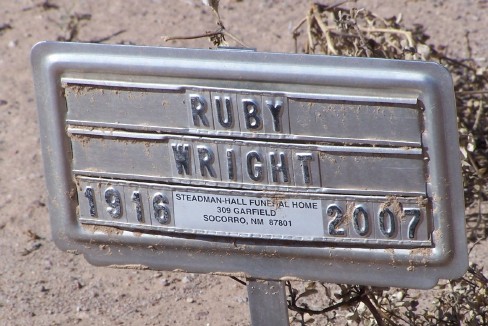 RUBY
WRIGHT
1916
STEADMAN-HALL FUNERAL HOME
309 GARFIELD
SOCORRO, NM 87801
2007